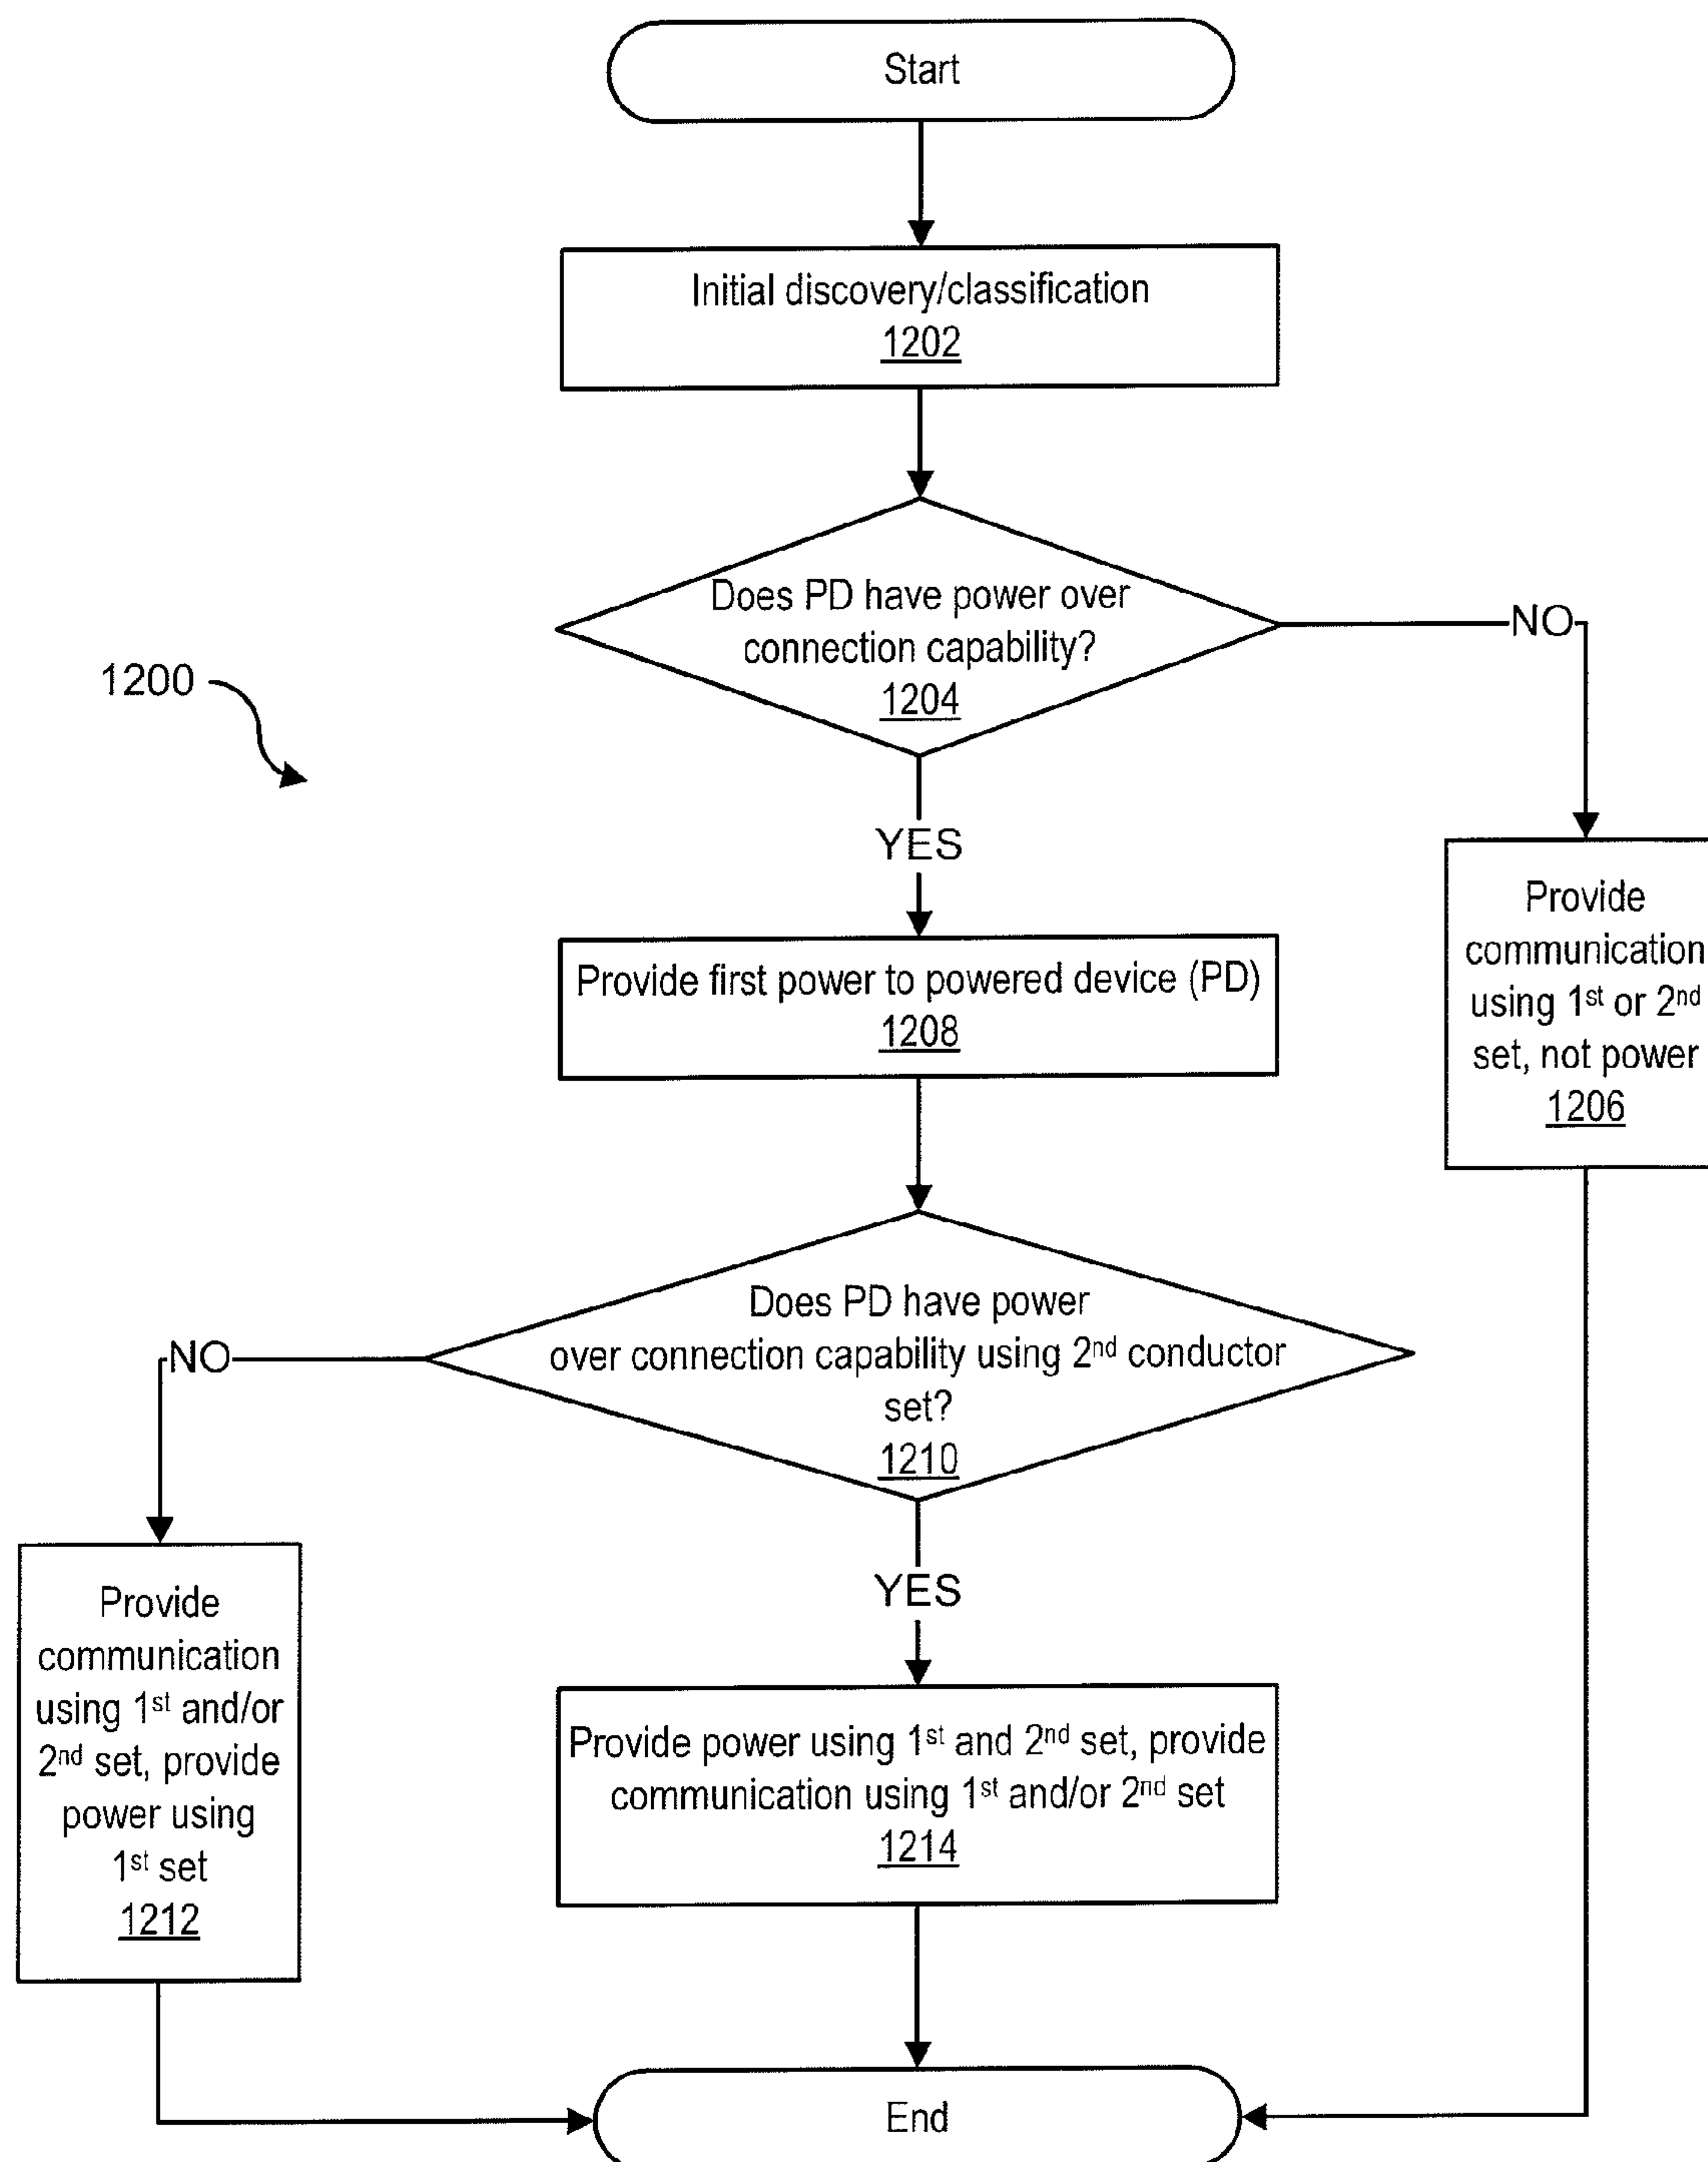 Start
Initial discovery/classification
1202
Does PD have power over
connection capability?
1204
NO
1200
YES
Provide
communication
using 1st or 2nd
set, not power
1206
Provide first power to powered device (PD)
1208
Does PD have power
over connection capability using 2nd conductor
set?
1210
NO
YES
Provide
communication
using 1st and/or
2nd set, provide
power using
1st set
1212
Provide power using 1st and 2nd set, provide
communication using 1st and/or 2nd set
1214
End